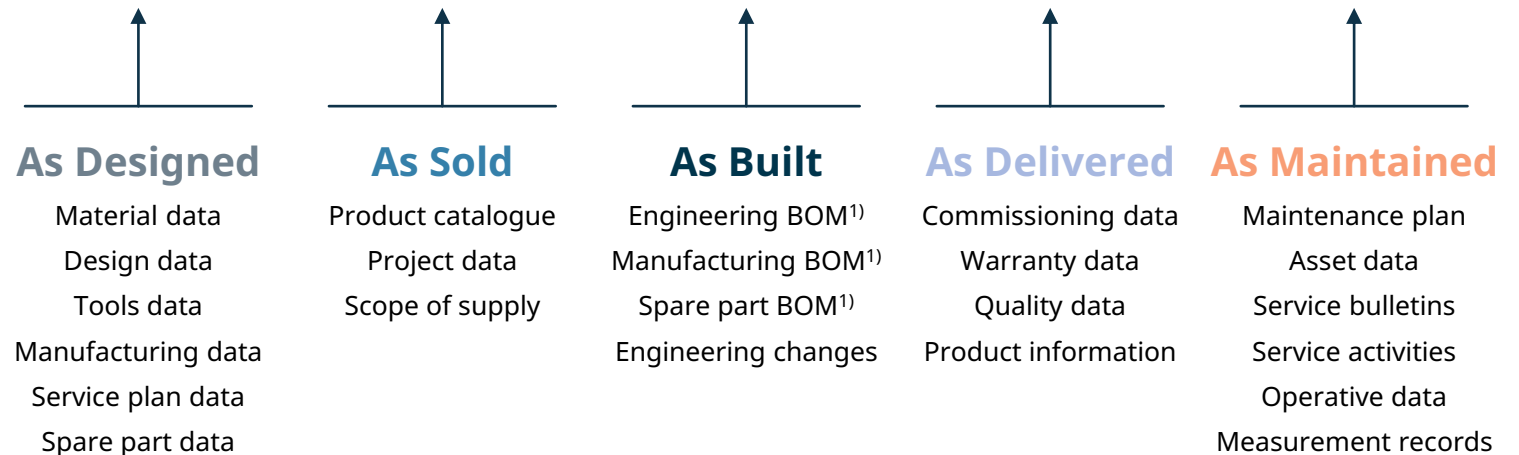 As Designed
Material data
Design data
Tools data
Manufacturing data
Service plan data
Spare part data
As Sold
Product catalogue
Project data
Scope of supply
As Built
Engineering BOM1)
Manufacturing BOM1)
Spare part BOM1)
Engineering changes
As Delivered
Commissioning data
Warranty data
Quality data
Product information
As Maintained
Maintenance plan
Asset data
Service bulletins
Service activities
Operative data
Measurement records